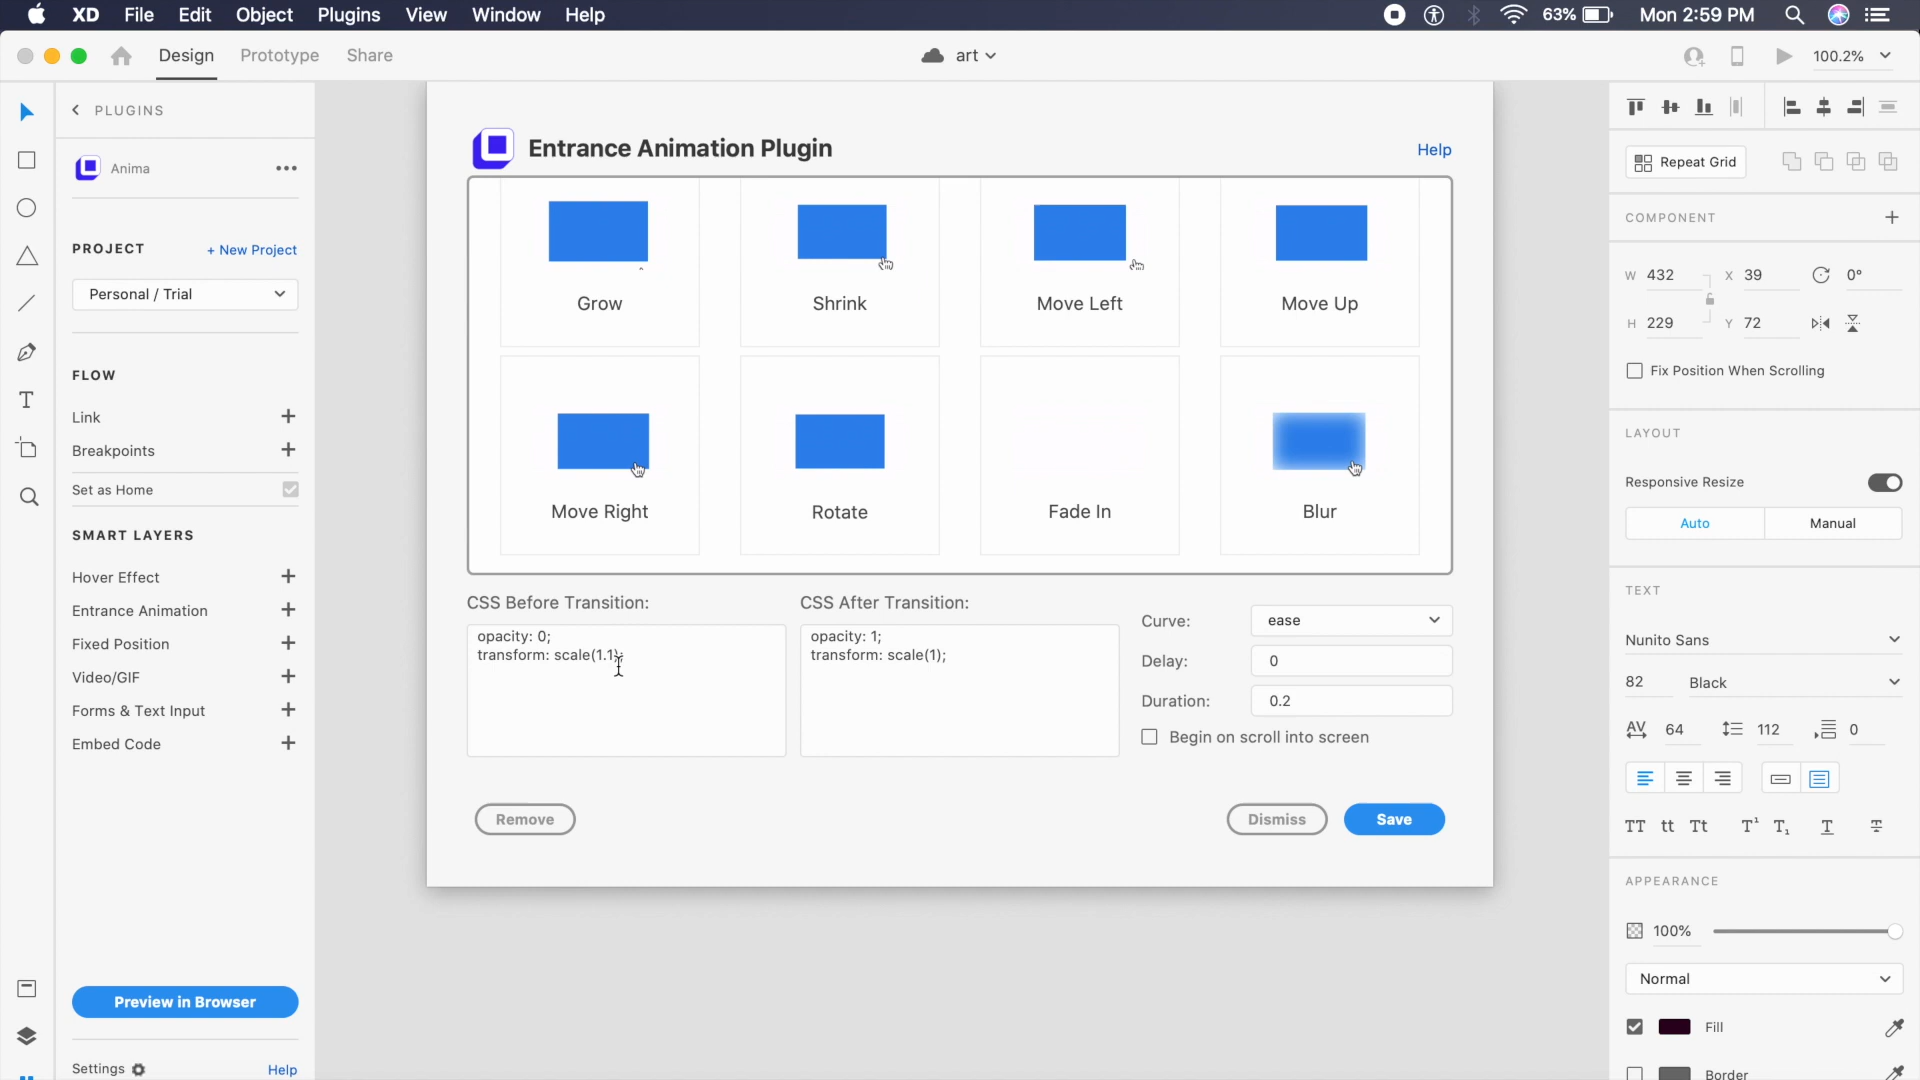 XD File Edit Object Plugins View Window Help 63% Mon 2:59 PM
Design Prototype Share art 100.2%
PLUGINS
Anima
PROJECT + New Project
Personal / Trial
FLOW
Link
Breakpoints
Set as Home
SMART LAYERS
Hover Effect
Entrance Animation
Fixed Position
Video/GIF
Forms & Text Input
Embed Code
Preview in Browser
Settings Help
Entrance Animation Plugin Help
Grow Shrink Move Left Move Up
Move Right Rotate Fade In Blur
CSS Before Transition:
opacity: 0;
transform: scale(1.1);
CSS After Transition:
opacity: 1;
transform: scale(1);
Curve: ease
Delay: 0
Duration: 0.2
Begin on scroll into screen
Remove Dismiss Save
Repeat Grid
COMPONENT
W 432 X 39 0°
H 229 Y 72
Fix Position When Scrolling
LAYOUT
Responsive Resize
Auto Manual
TEXT
Nunito Sans
82 Black
AV 64 112 0
TT tt Tt T¹ T₁ T T
APPEARANCE
100%
Normal
Fill
Border